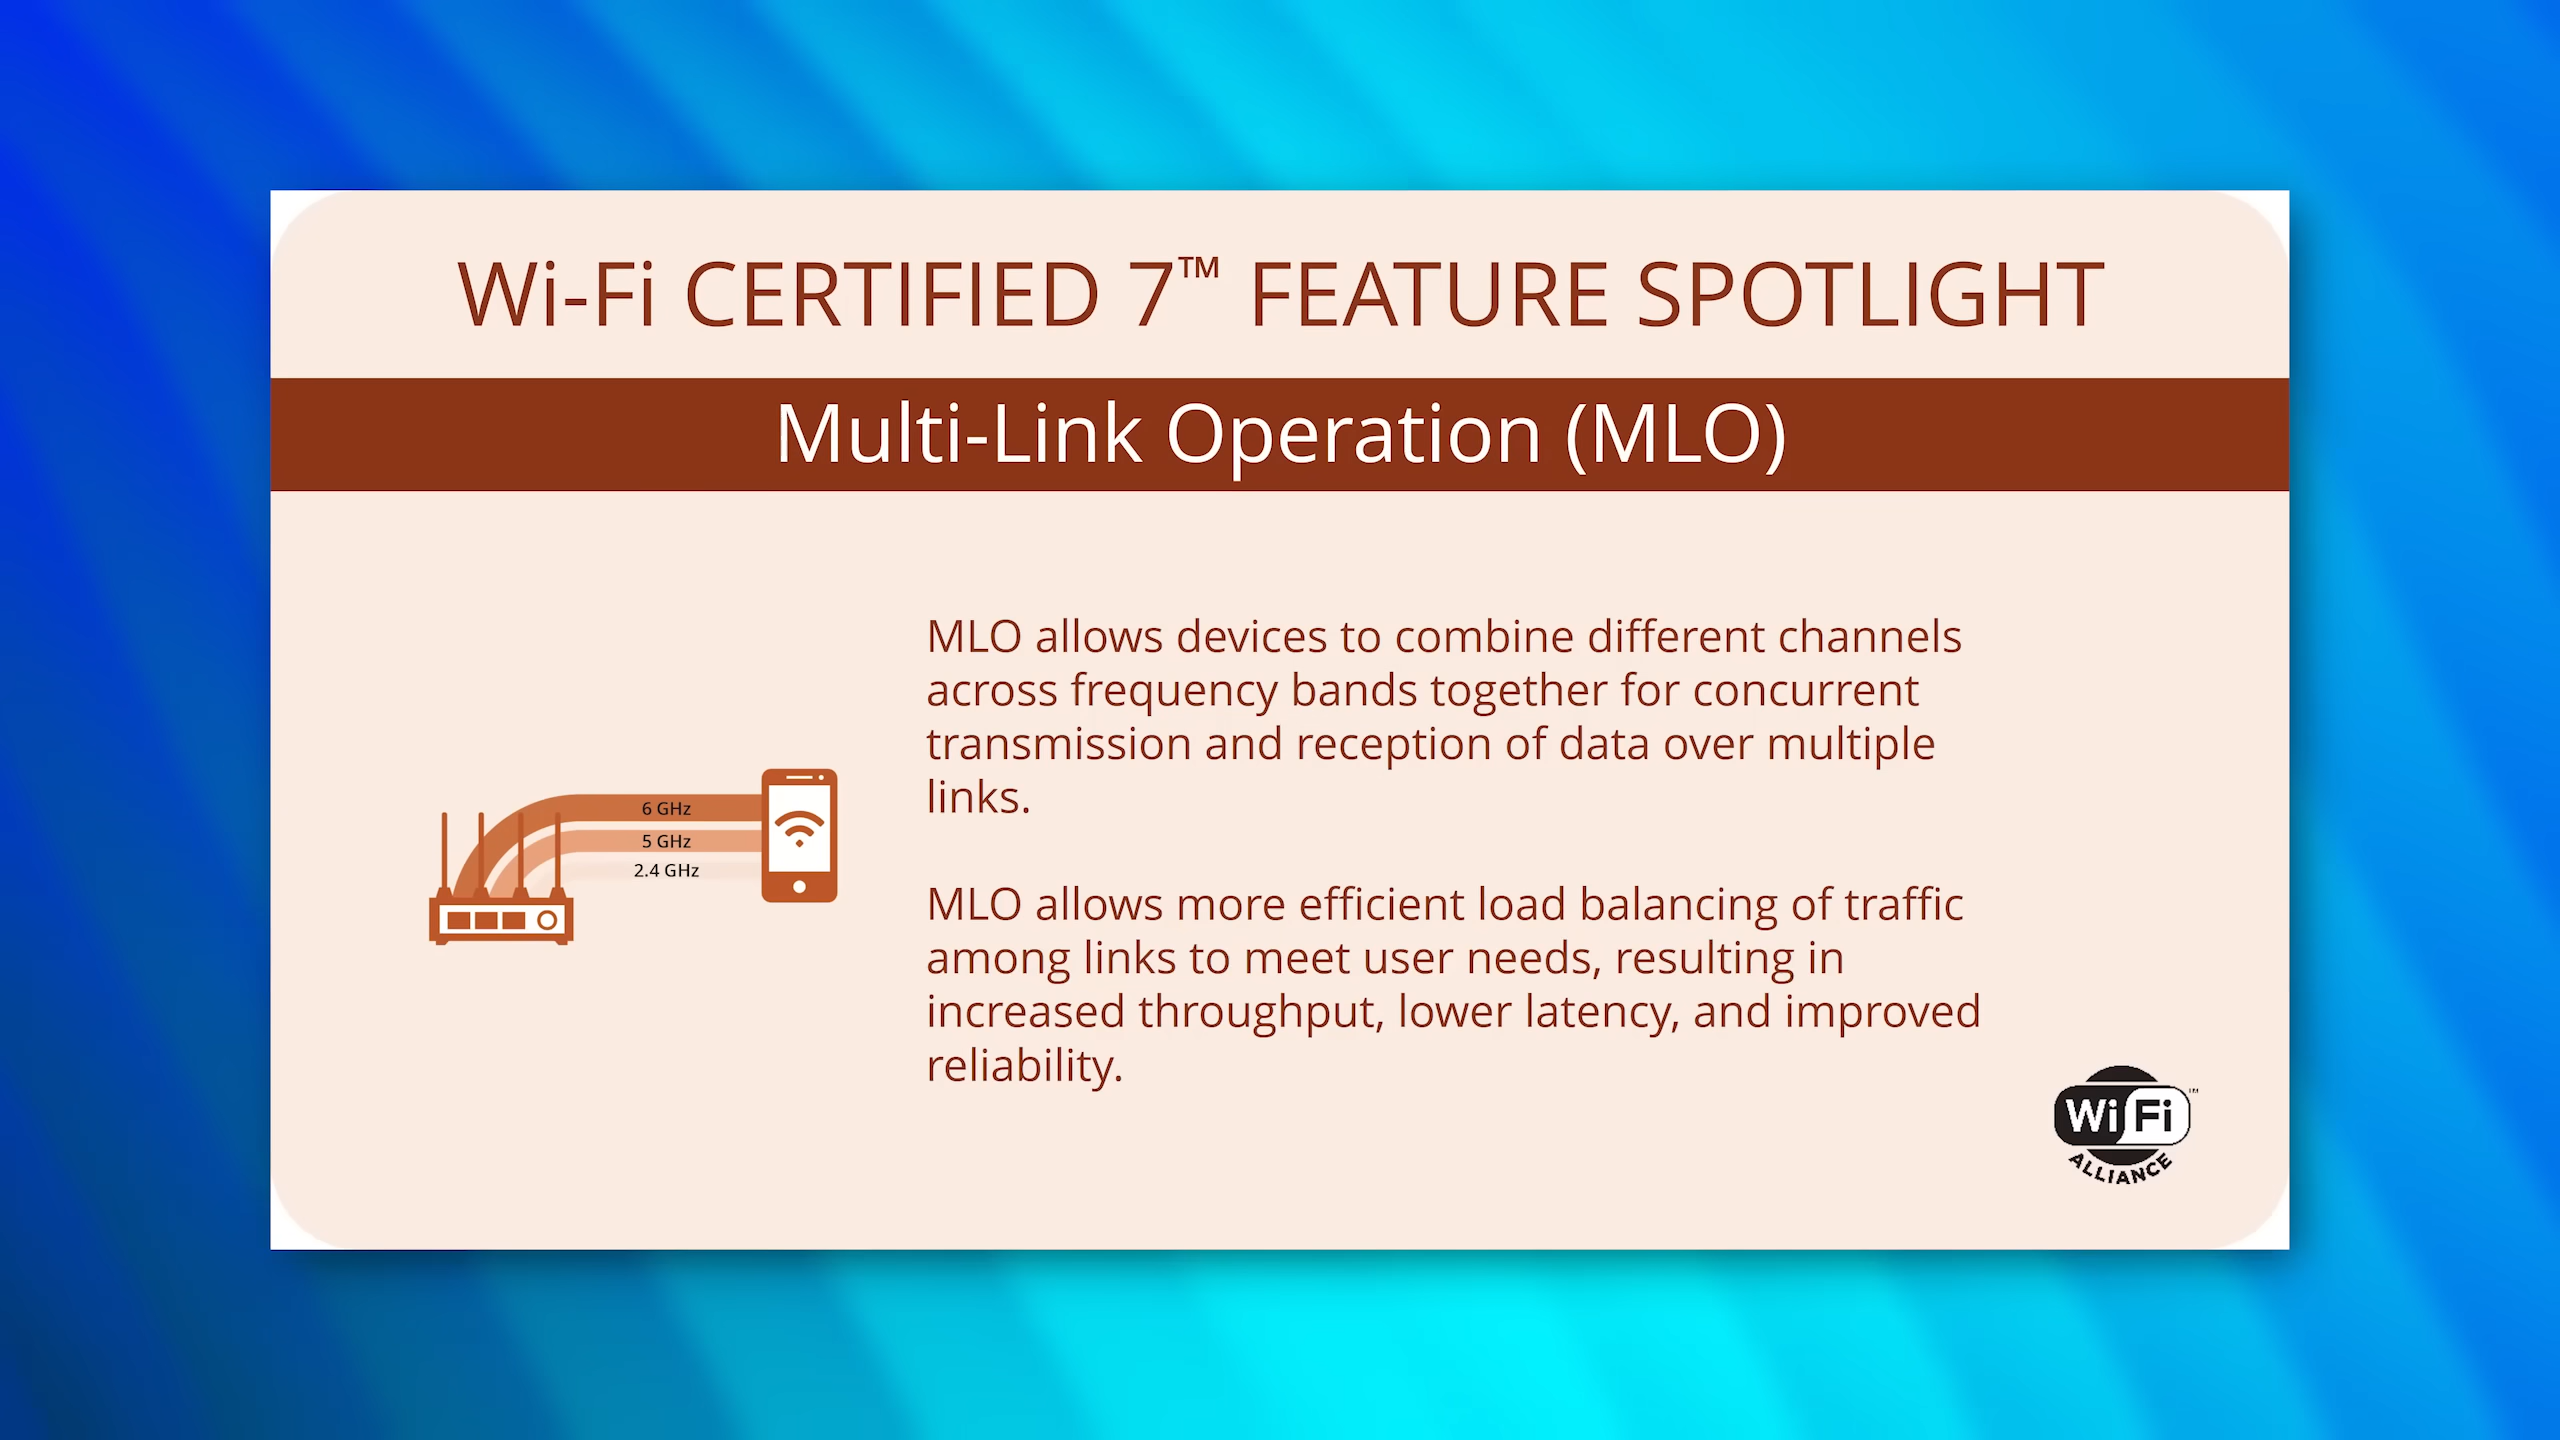 Wi-Fi CERTIFIED 7™ FEATURE SPOTLIGHT
Multi-Link Operation (MLO)
MLO allows devices to combine different channels
across frequency bands together for concurrent
transmission and reception of data over multiple
links.
MLO allows more efficient load balancing of traffic
among links to meet user needs, resulting in
increased throughput, lower latency, and improved
reliability.
6 GHz
5 GHz
2.4 GHz
Wi Fi™
ALLIANCE